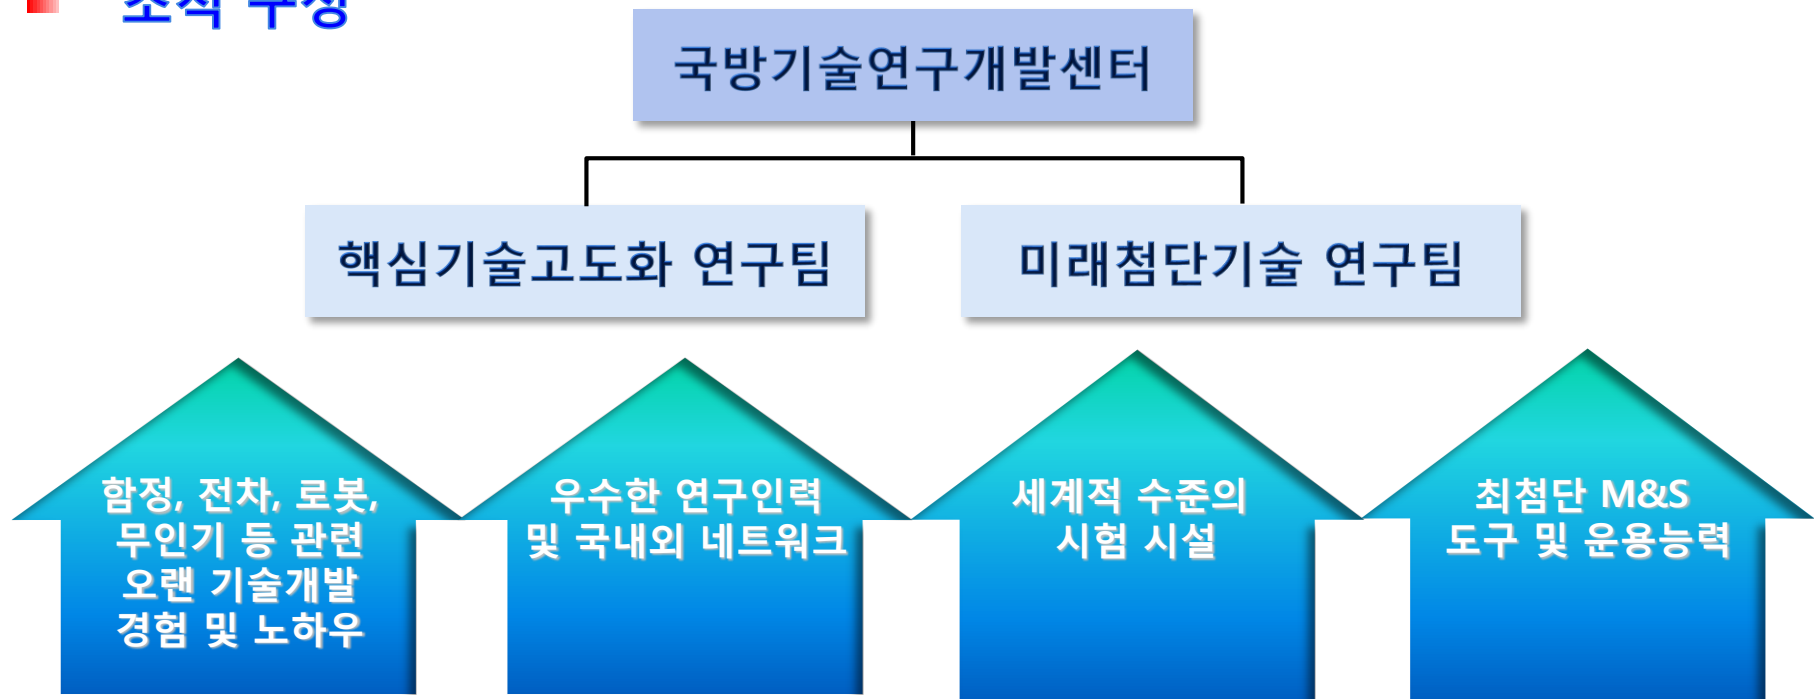 조직 구성
국방기술연구개발센터
핵심기술고도화 연구팀
미래첨단기술 연구팀
함정, 전차, 로봇,
무인기 등 관련
오랜 기술개발
경험 및 노하우
우수한 연구인력
및 국내외 네트워크
세계적 수준의
시험 시설
최첨단 M&S
도구 및 운용능력